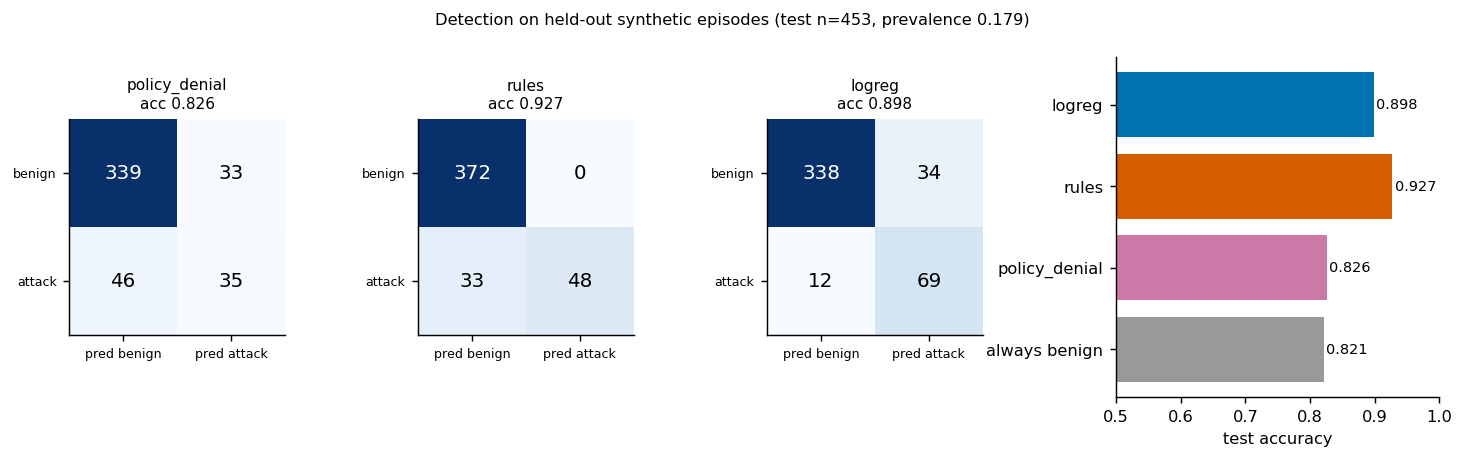 Detection on held-out synthetic episodes (test n=453, prevalence 0.179)
policy_denial
acc 0.826
benign
339
33
attack
46
35
pred benign
pred attack
rules
acc 0.927
benign
372
0
attack
33
48
pred benign
pred attack
logreg
acc 0.898
benign
338
34
attack
12
69
pred benign
pred attack
logreg
0.898
rules
0.927
policy_denial
0.826
always benign
0.821
0.5
0.6
0.7
0.8
0.9
1.0
test accuracy